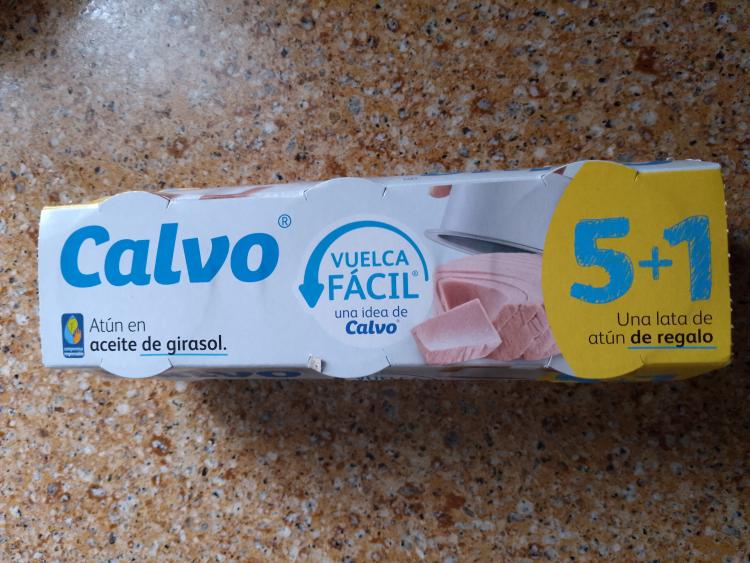 Calvo®
Atún en
aceite de girasol.
VUELCA
FÁCIL®
una idea de
Calvo®
5+1
Una lata de
atún de regalo